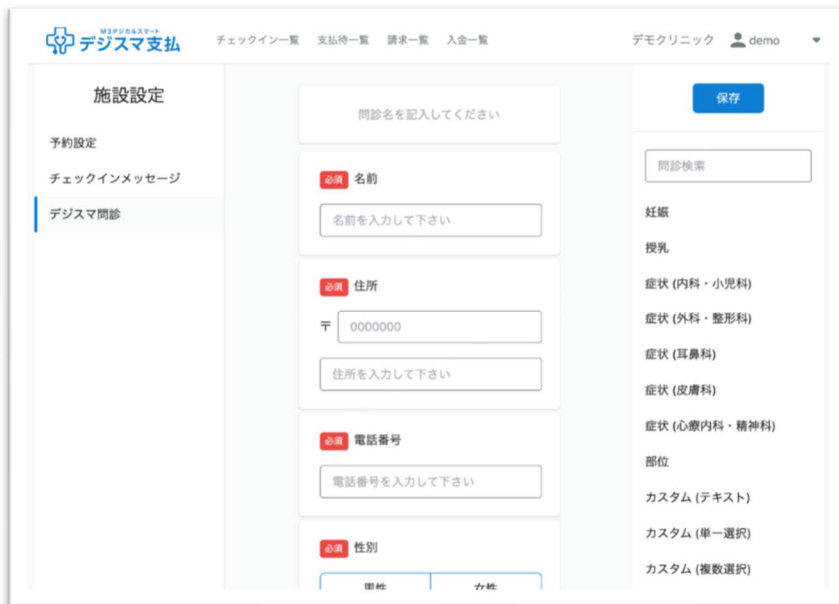 M3デジカルスマート
デジスマ支払
チェックイン一覧 支払待一覧 請求一覧 入金一覧
デモクリニック demo
施設設定
予約設定
チェックインメッセージ
デジスマ問診
問診名を記入してください
必須 名前
名前を入力して下さい
必須 住所
〒 0000000
住所を入力して下さい
必須 電話番号
電話番号を入力して下さい
必須 性別
男性 女性
保存
問診検索
妊娠
授乳
症状 (内科・小児科)
症状 (外科・整形科)
症状 (耳鼻科)
症状 (皮膚科)
症状 (心療内科・精神科)
部位
カスタム (テキスト)
カスタム (単一選択)
カスタム (複数選択)